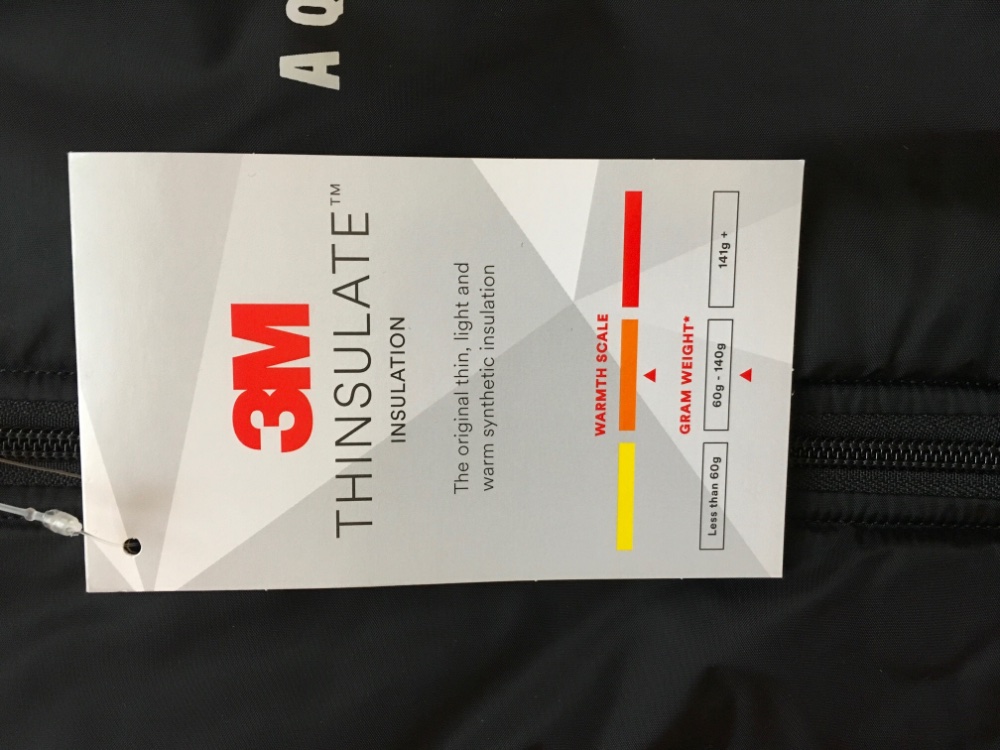 A Q
3M
THINSULATE™
INSULATION
The original thin, light and
warm synthetic insulation
WARMTH SCALE
GRAM WEIGHT*
Less than 60g
60g - 140g
141g +